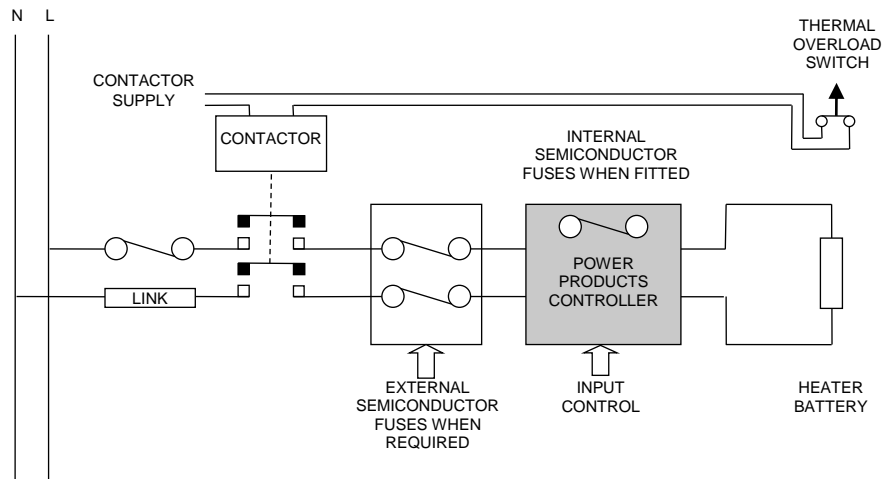 N L
THERMAL
OVERLOAD
SWITCH
CONTACTOR
SUPPLY
CONTACTOR
INTERNAL
SEMICONDUCTOR
FUSES WHEN FITTED
POWER
PRODUCTS
CONTROLLER
LINK
EXTERNAL
SEMICONDUCTOR
FUSES WHEN
REQUIRED
INPUT
CONTROL
HEATER
BATTERY